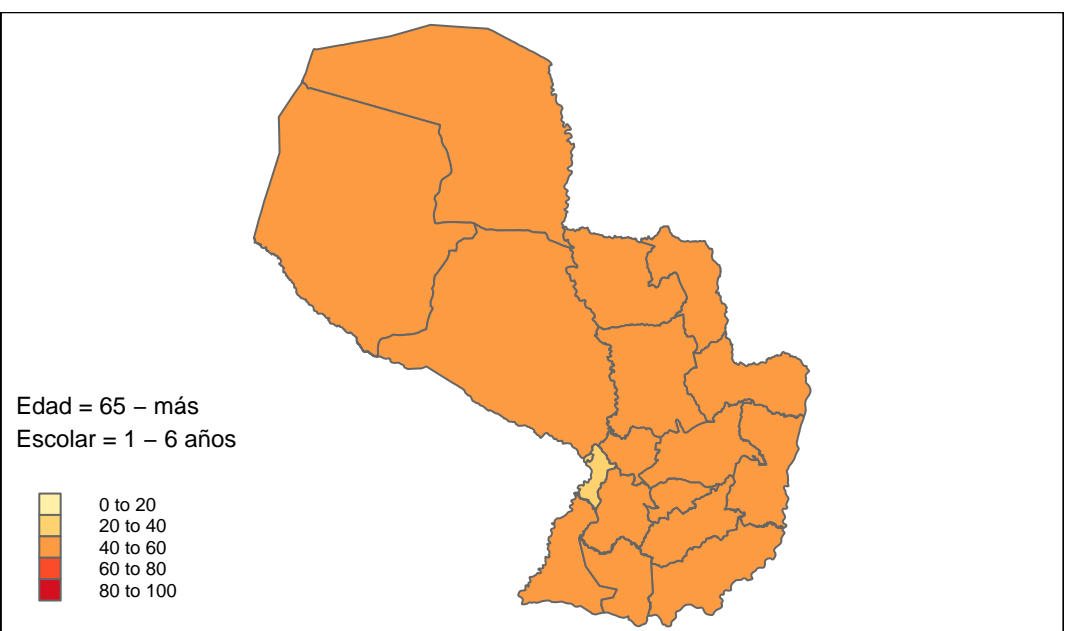 Edad = 65 − más
Escolar = 1 − 6 años
0 to 20
20 to 40
40 to 60
60 to 80
80 to 100